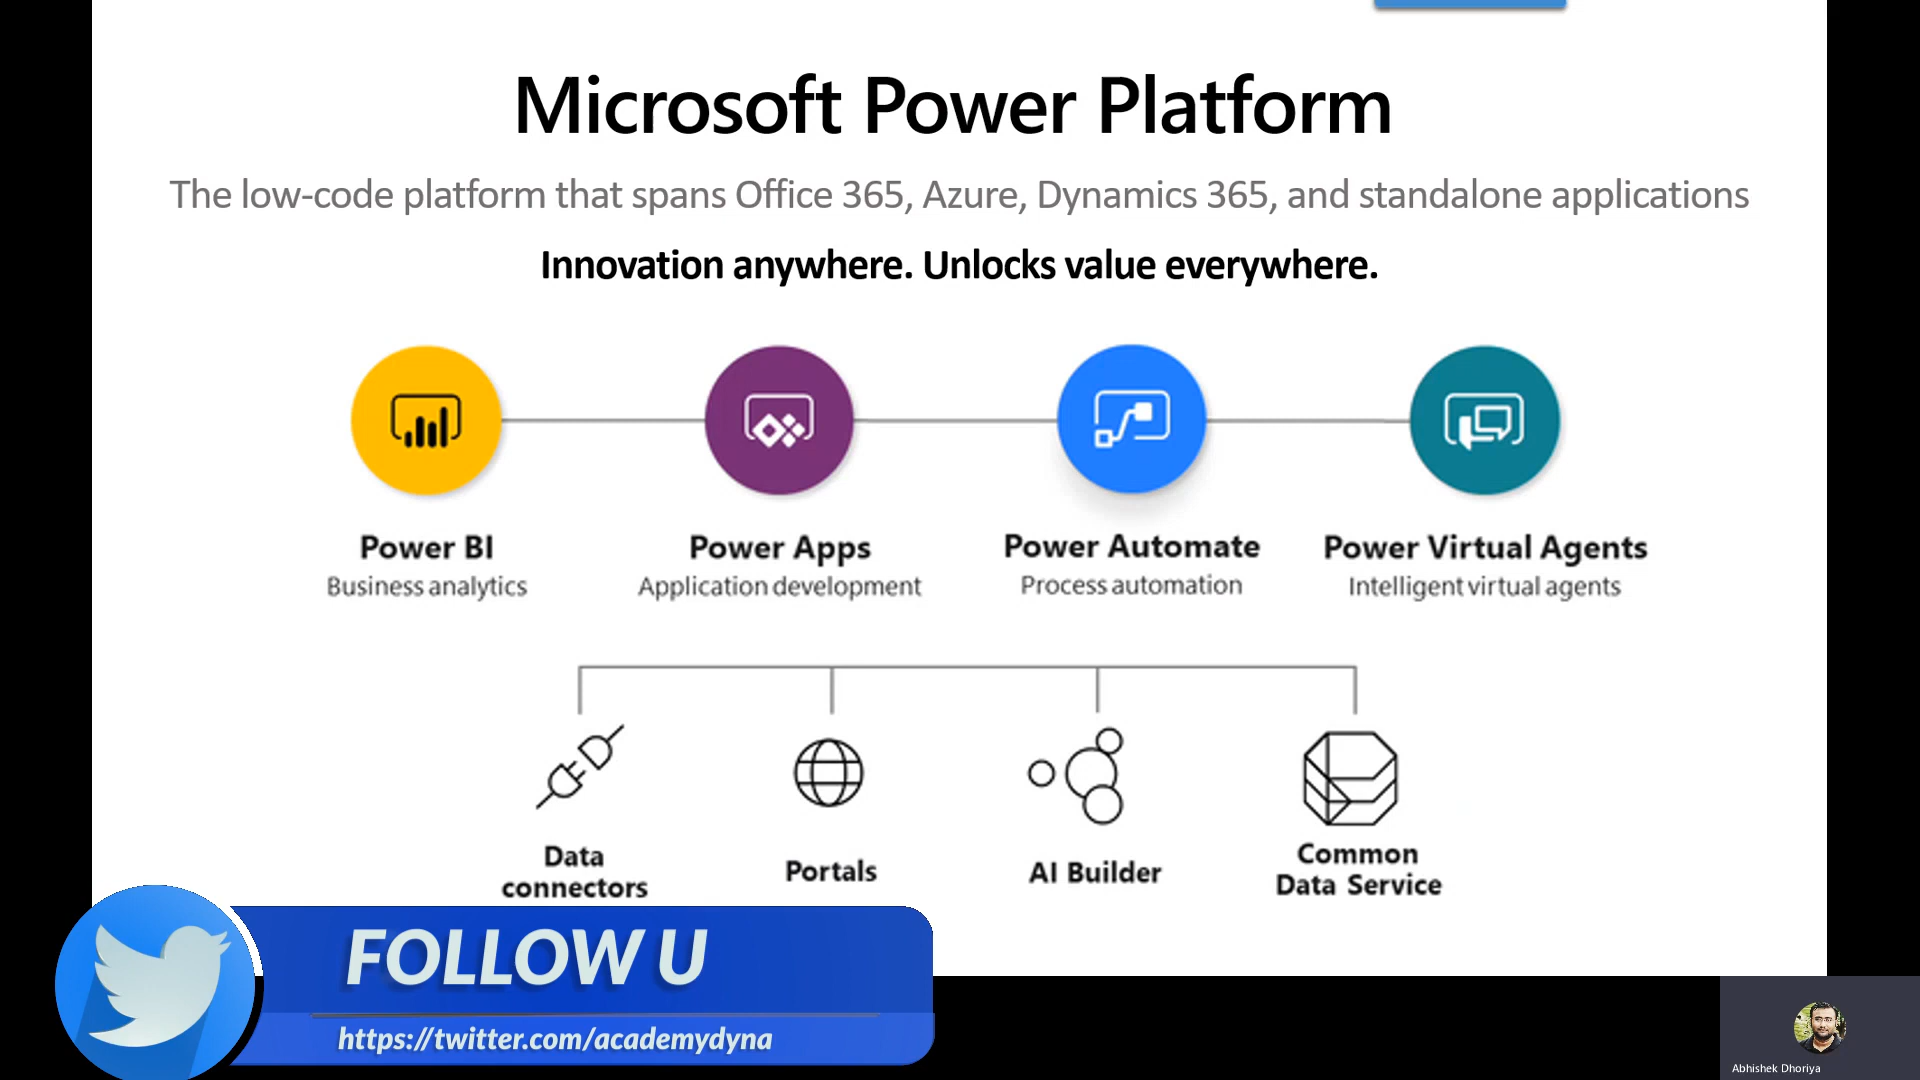 Microsoft Power Platform
The low-code platform that spans Office 365, Azure, Dynamics 365, and standalone applications
Innovation anywhere. Unlocks value everywhere.
Power BI
Business analytics
Power Apps
Application development
Power Automate
Process automation
Power Virtual Agents
Intelligent virtual agents
Data
connectors
Portals
AI Builder
Common
Data Service
FOLLOW U
https://twitter.com/academydyna
Abhishek Dhoriya